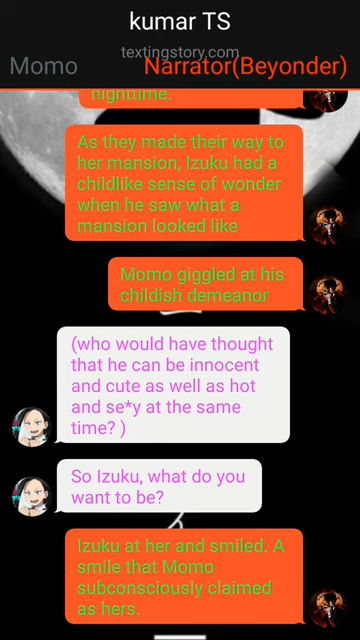 kumar TS
textingstory.com
Momo
Narrator(Beyonder)
nighttime.
As they made their way to
her mansion, Izuku had a
childlike sense of wonder
when he saw what a
mansion looked like
Momo giggled at his
childish demeanor
(who would have thought
that he can be innocent
and cute as well as hot
and se*y at the same
time? )
So Izuku, what do you
want to be?
Izuku at her and smiled. A
smile that Momo
subconsciously claimed
as hers.